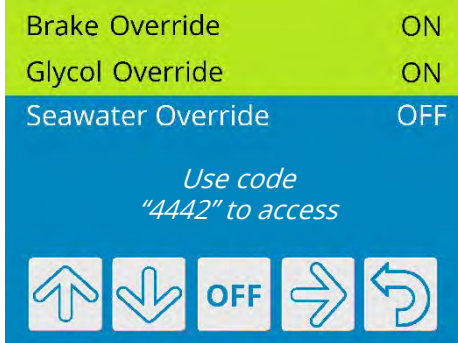 Brake Override ON
Glycol Override ON
Seawater Override OFF
Use code
“4442” to access
OFF